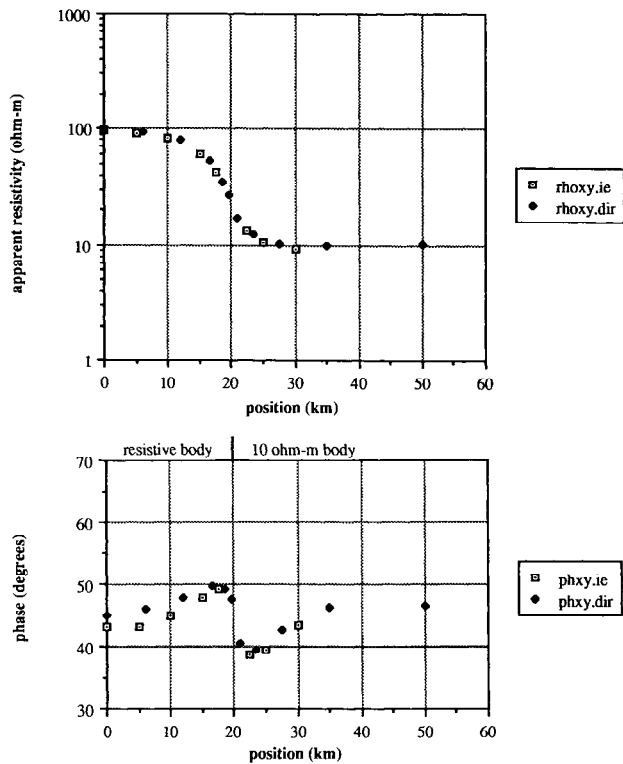 1000
100
10
1
apparent resistivity (ohm-m)
0 10 20 30 40 50 60
position (km)
rhoxy.ie
rhoxy.dir
resistive body 10 ohm-m body
70
60
50
40
30
phase (degrees)
0 10 20 30 40 50 60
position (km)
phxy.ie
phxy.dir